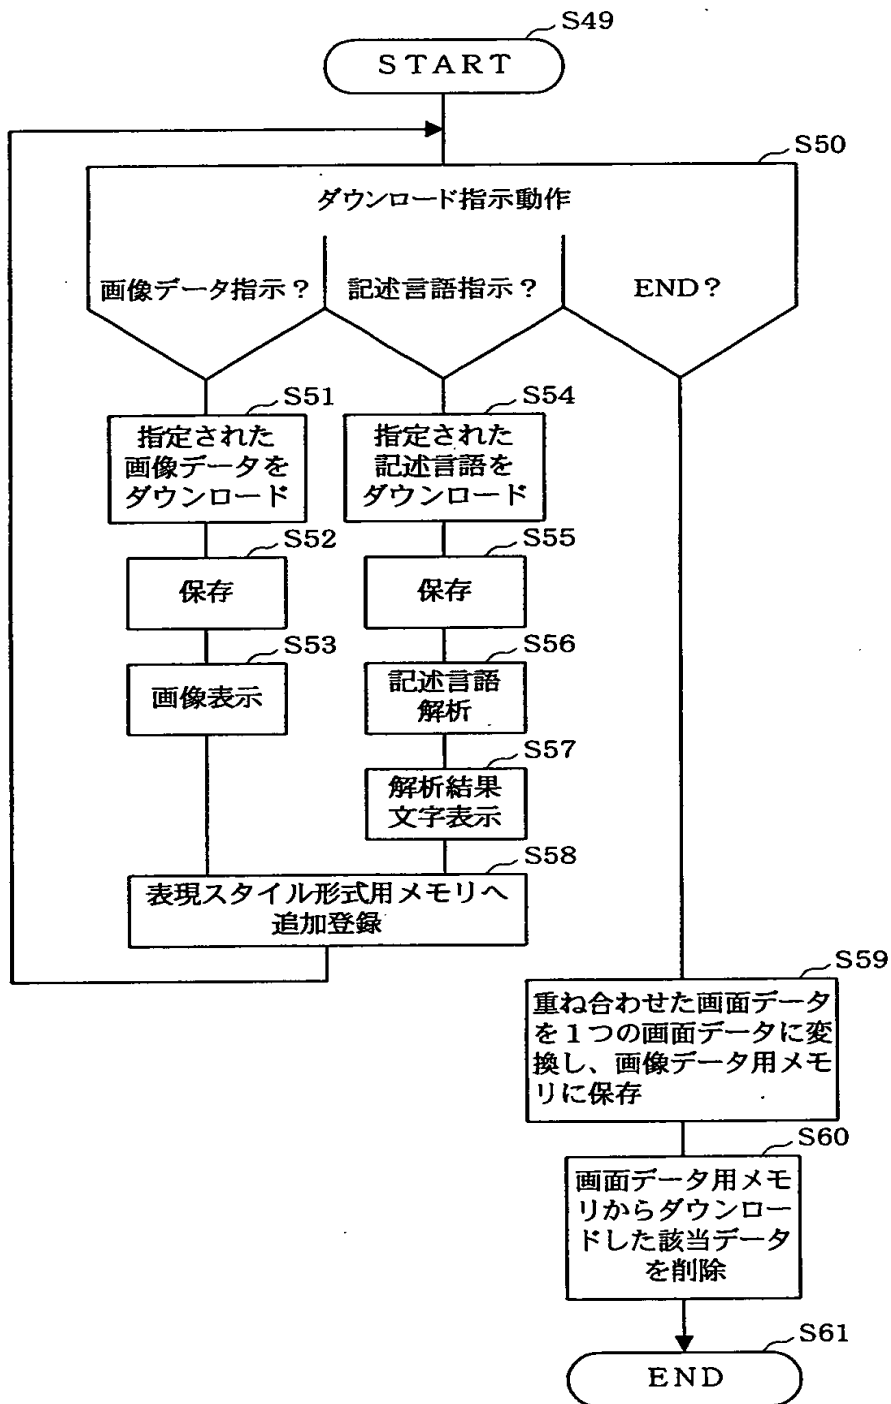 S49
START
S50
ダウンロード指示動作
画像データ指示？
記述言語指示？
END？
S51
指定された
画像データを
ダウンロード
S54
指定された
記述言語を
ダウンロード
S52
保存
S55
保存
S53
画像表示
S56
記述言語
解析
S57
解析結果
文字表示
S58
表現スタイル形式用メモリへ
追加登録
S59
重ね合わせた画面データ
を１つの画面データに変
換し、画像データ用メモ
リに保存
S60
画面データ用メモ
リからダウンロー
ドした該当データ
を削除
S61
END